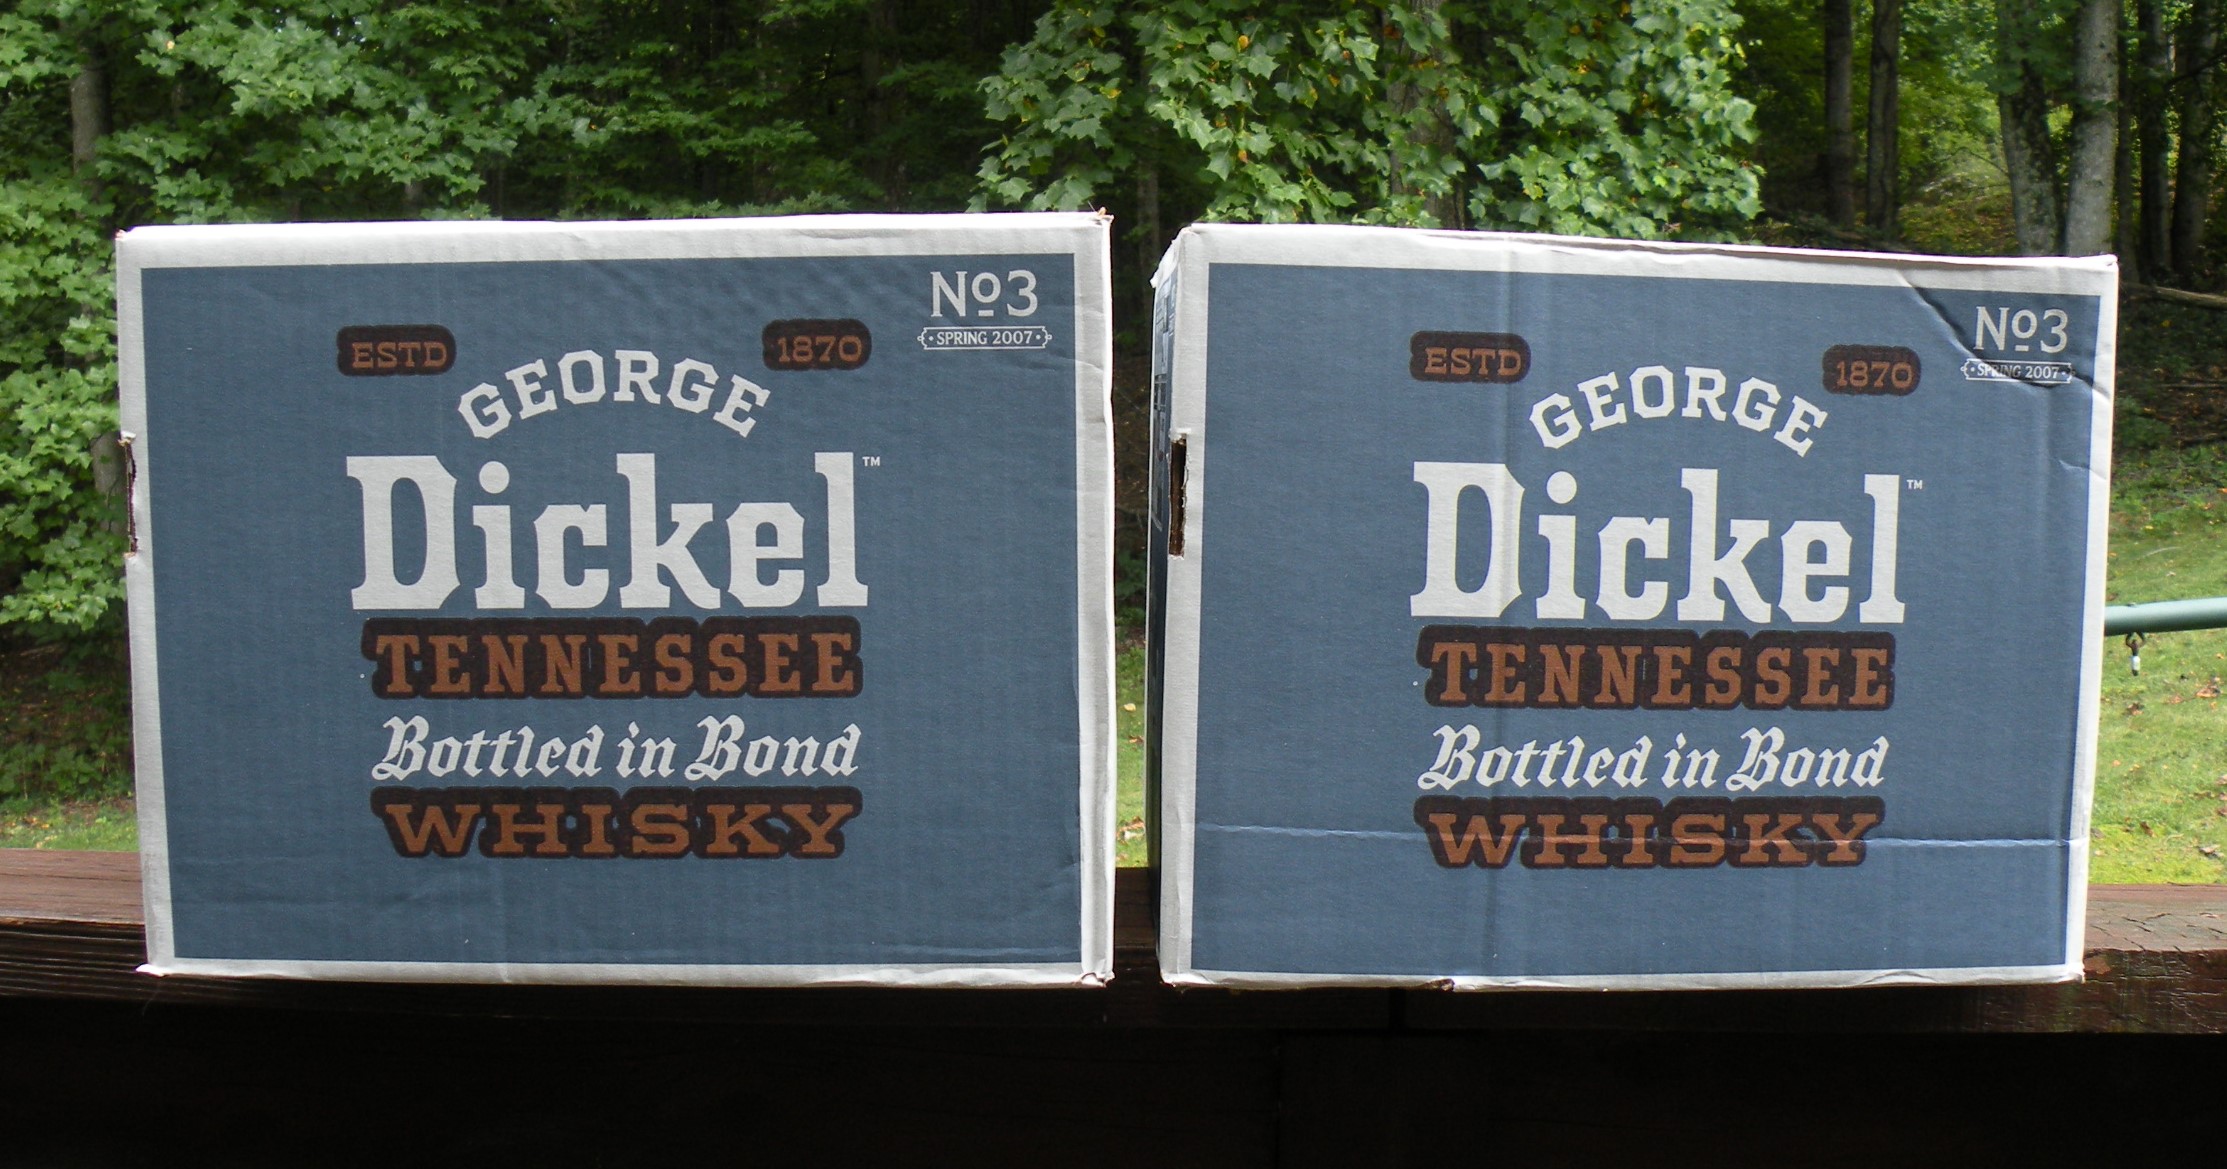 No3
SPRING 2007
ESTD 1870
GEORGE
Dickel™
TENNESSEE
Bottled in Bond
WHISKY
No3
SPRING 2007
ESTD 1870
GEORGE
Dickel™
TENNESSEE
Bottled in Bond
WHISKY